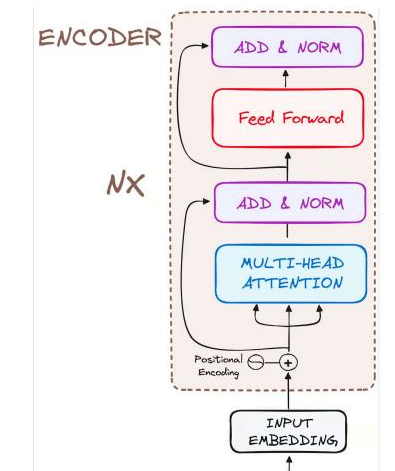 ENCODER
ADD & NORM
Feed Forward
NX
ADD & NORM
MULTI-HEAD
ATTENTION
Positional
Encoding
+
INPUT
EMBEDDING